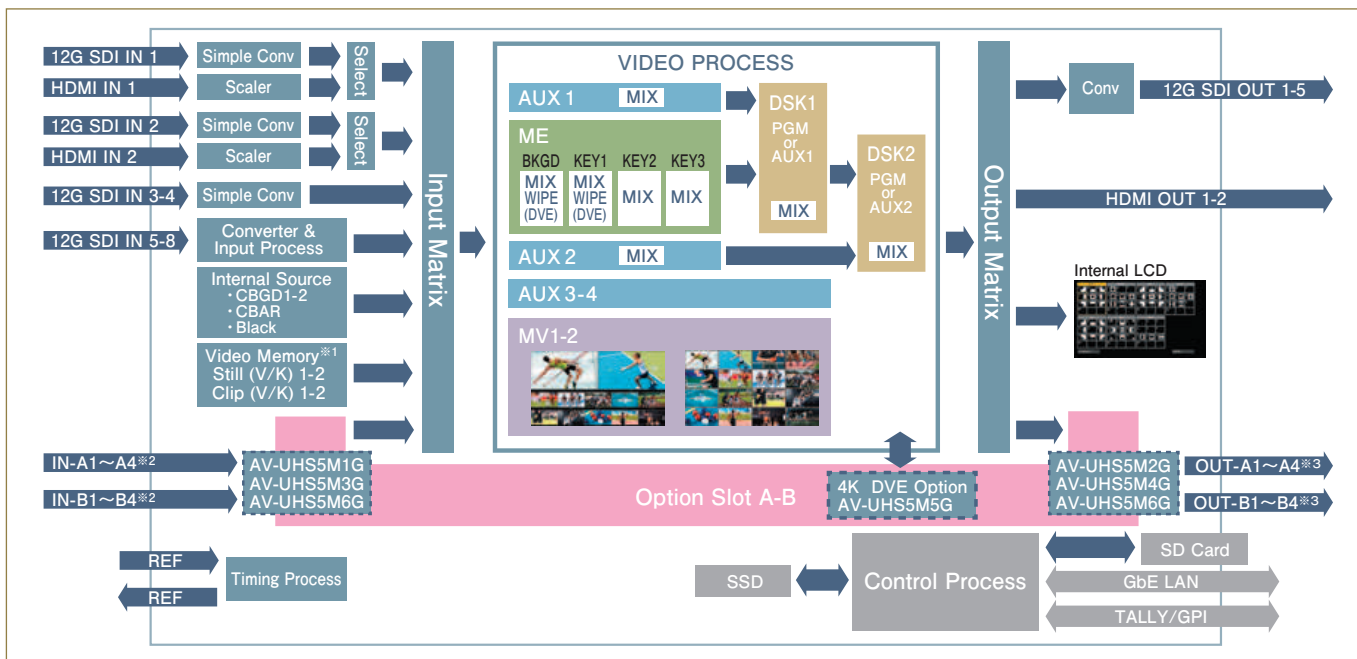 12G SDI IN 1
HDMI IN 1
12G SDI IN 2
HDMI IN 2
12G SDI IN 3-4
12G SDI IN 5-8
Simple Conv
Scaler
Select
Simple Conv
Scaler
Select
Simple Conv
Converter &
Input Process
Internal Source
・CBGD1-2
・CBAR
・Black
Video Memory※1
Still (V/K) 1-2
Clip (V/K) 1-2
Input Matrix
VIDEO PROCESS
AUX 1
MIX
ME
BKGD
KEY1
KEY2
KEY3
MIX
WIPE
(DVE)
MIX
WIPE
(DVE)
MIX
MIX
AUX 2
MIX
AUX 3-4
MV1-2
DSK1
PGM
or
AUX1
MIX
DSK2
PGM
or
AUX2
MIX
Output Matrix
Conv
12G SDI OUT 1-5
HDMI OUT 1-2
Internal LCD
IN-A1〜A4※2
IN-B1〜B4※2
AV-UHS5M1G
AV-UHS5M3G
AV-UHS5M6G
Option Slot A-B
4K DVE Option
AV-UHS5M5G
AV-UHS5M2G
AV-UHS5M4G
AV-UHS5M6G
OUT-A1〜A4※3
OUT-B1〜B4※3
REF
REF
Timing Process
SSD
Control Process
SD Card
GbE LAN
TALLY/GPI